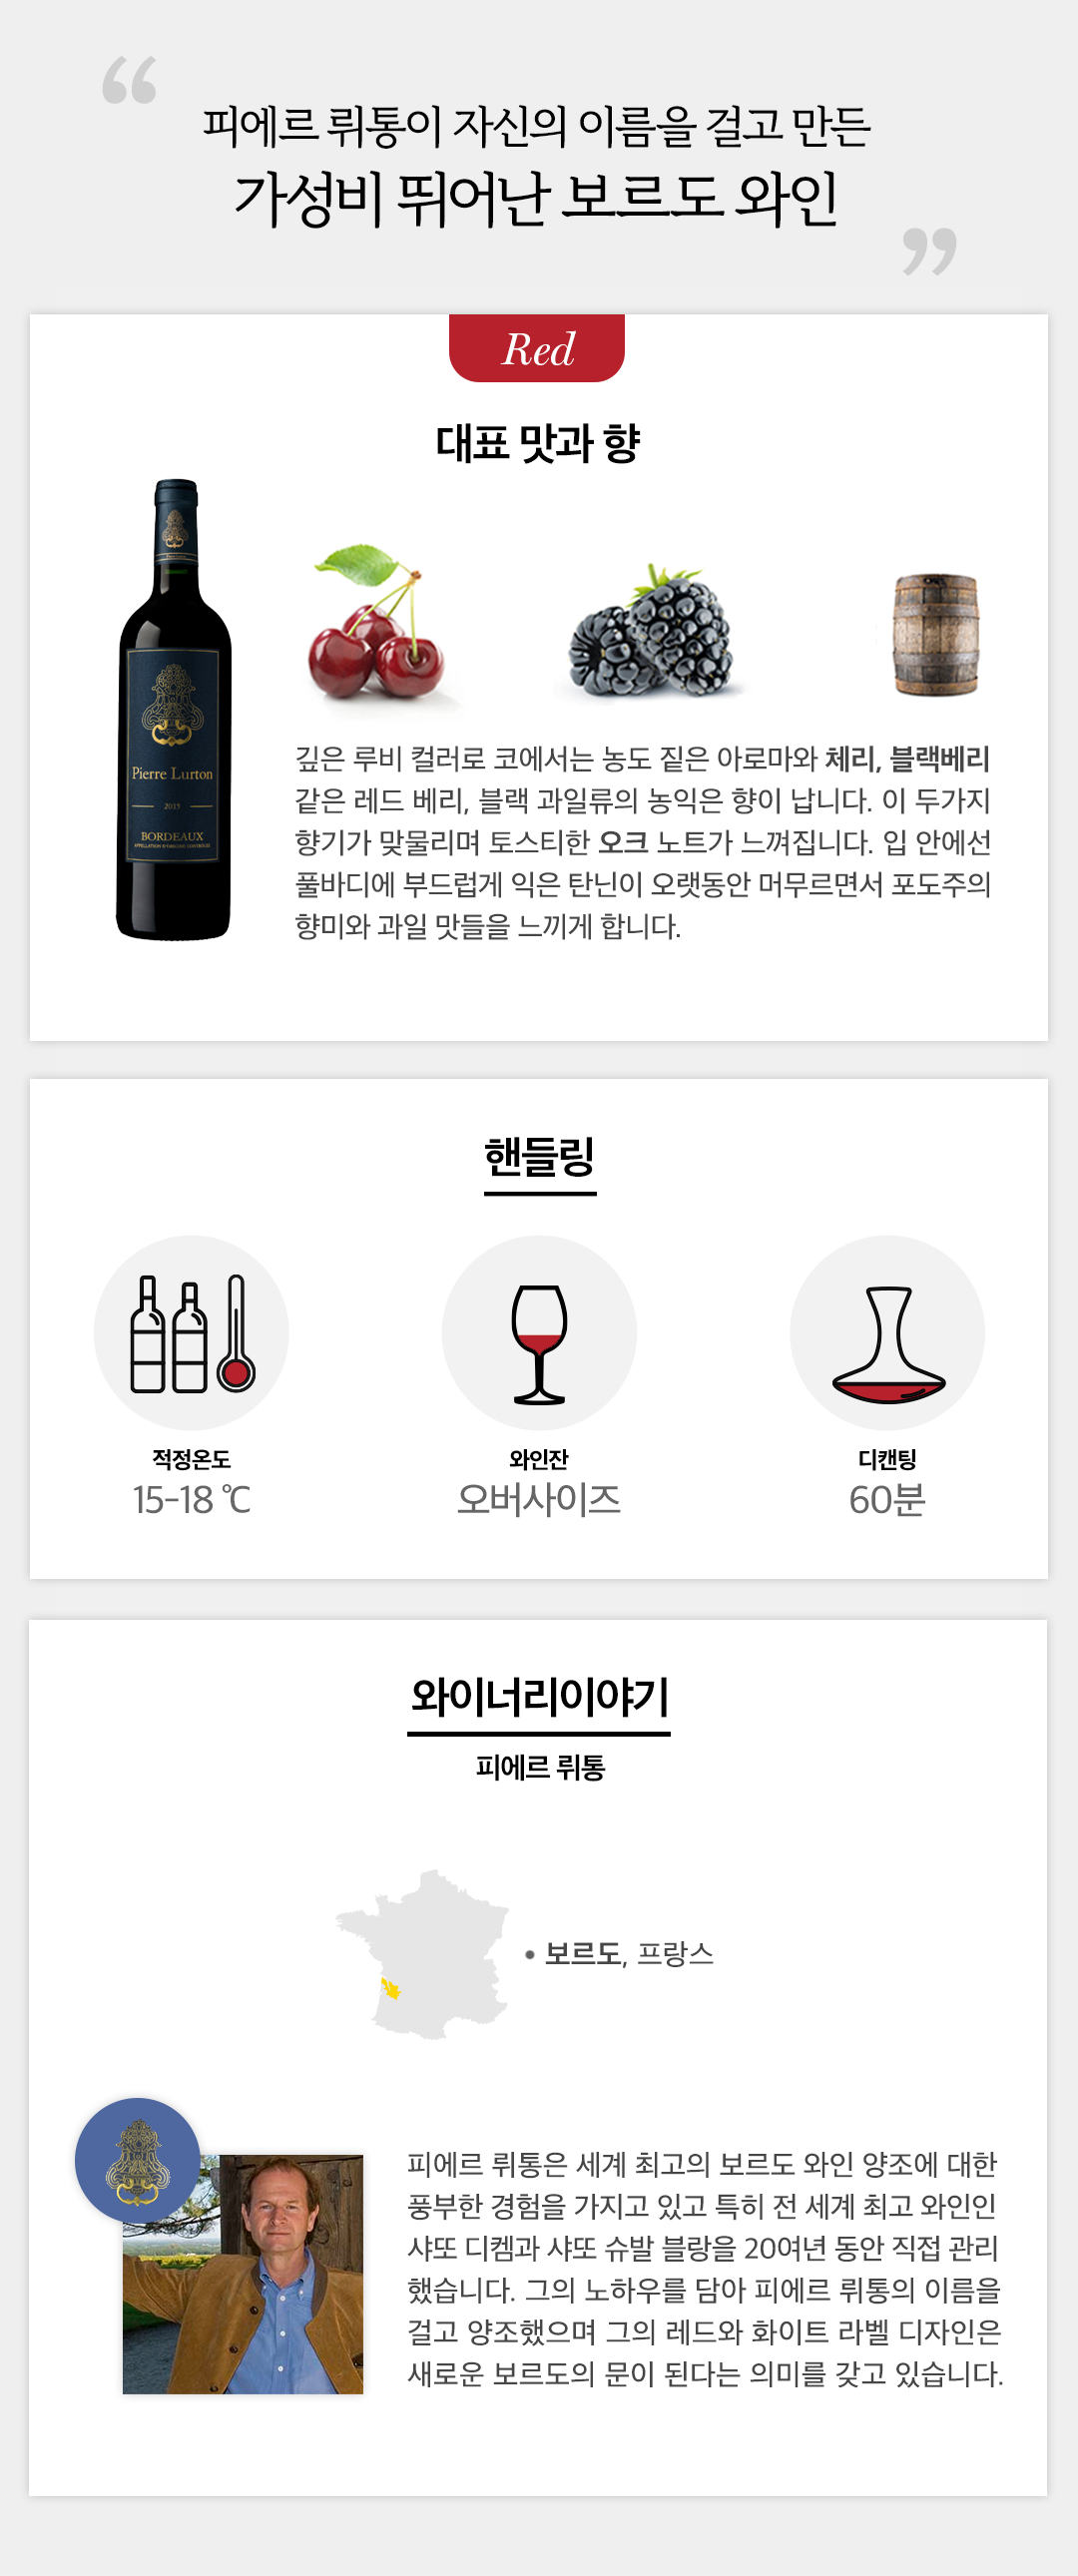 “
피에르 뤼통이 자신의 이름을 걸고 만든
가성비 뛰어난 보르도 와인
”
Red
대표 맛과 향
Pierre Lurton
2015
BORDEAUX
APPELLATION BORDEAUX CONTRÔLÉE
깊은 루비 컬러로 코에서는 농도 짙은 아로마와 체리, 블랙베리
같은 레드 베리, 블랙 과일류의 농익은 향이 납니다. 이 두가지
향기가 맞물리며 토스티한 오크 노트가 느껴집니다. 입 안에선
풀바디에 부드럽게 익은 탄닌이 오랫동안 머무르면서 포도주의
향미와 과일 맛들을 느끼게 합니다.
핸들링
적정온도
15-18 ℃
와인잔
오버사이즈
디캔팅
60분
와이너리이야기
피에르 뤼통
• 보르도, 프랑스
피에르 뤼통은 세계 최고의 보르도 와인 양조에 대한
풍부한 경험을 가지고 있고 특히 전 세계 최고 와인인
샤또 디켐과 샤또 슈발 블랑을 20여년 동안 직접 관리
했습니다. 그의 노하우를 담아 피에르 뤼통의 이름을
걸고 양조했으며 그의 레드와 화이트 라벨 디자인은
새로운 보르도의 문이 된다는 의미를 갖고 있습니다.